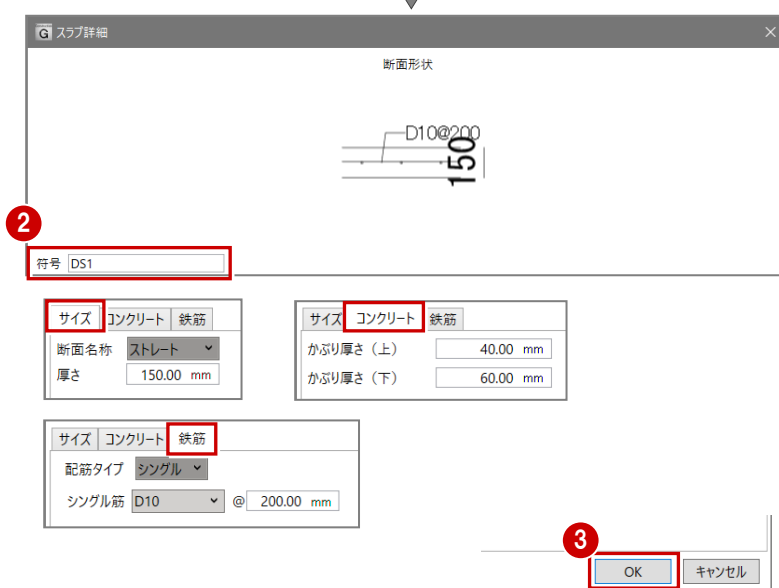 G スラブ詳細 ×
断面形状
D10@200
150
2
符号 DS1
サイズ コンクリート 鉄筋
断面名称 ストレート
厚さ 150.00 mm
サイズ コンクリート 鉄筋
かぶり厚さ（上） 40.00 mm
かぶり厚さ（下） 60.00 mm
サイズ コンクリート 鉄筋
配筋タイプ シングル
シングル筋 D10 @ 200.00 mm
3
OK キャンセル